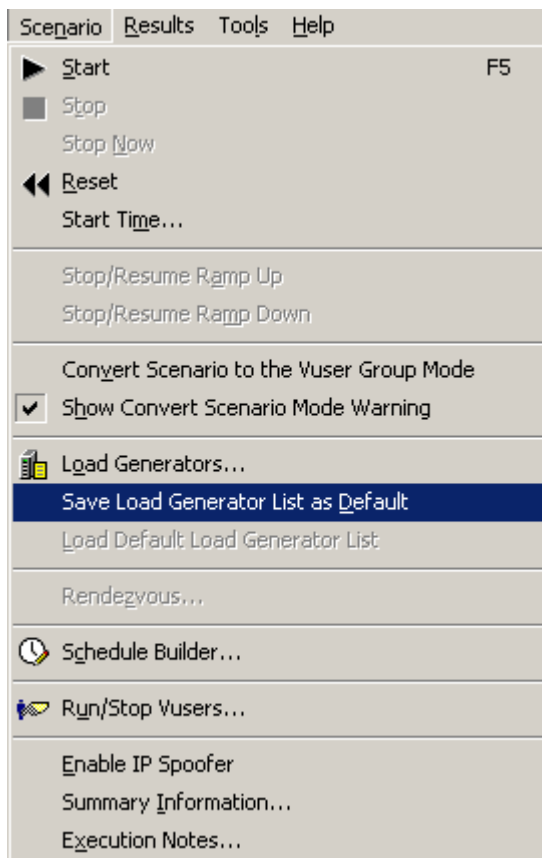 Scenario Results Tools Help
Start F5
Stop
Stop Now
Reset
Start Time...
Stop/Resume Ramp Up
Stop/Resume Ramp Down
Convert Scenario to the Vuser Group Mode
Show Convert Scenario Mode Warning
Load Generators...
Save Load Generator List as Default
Load Default Load Generator List
Rendezvous...
Schedule Builder...
Run/Stop Vusers...
Enable IP Spoofer
Summary Information...
Execution Notes...